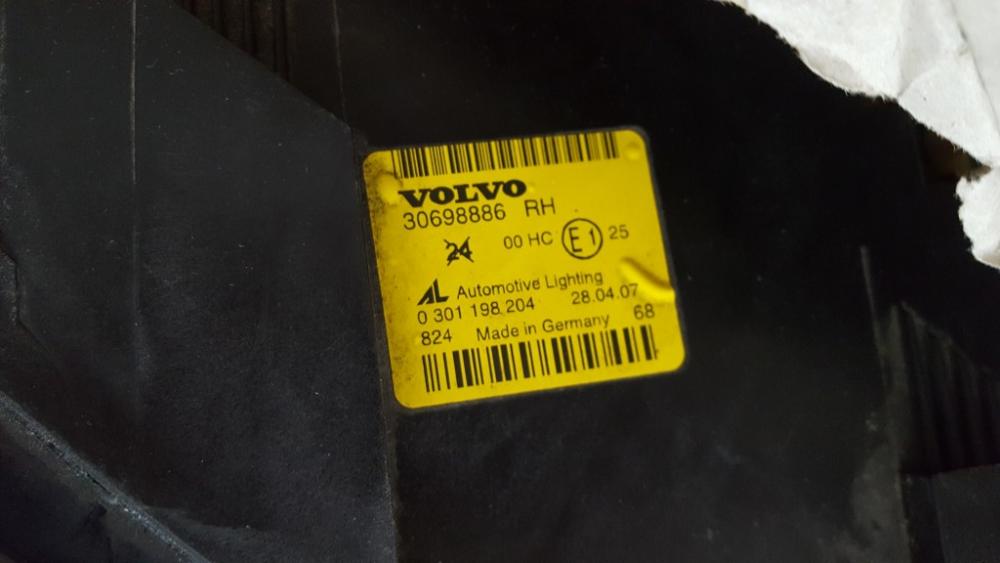 VOLVO
30698886 RH
24 00 HC E1 25
AL Automotive Lighting
0 301 198 204 28.04.07
824 Made in Germany 68